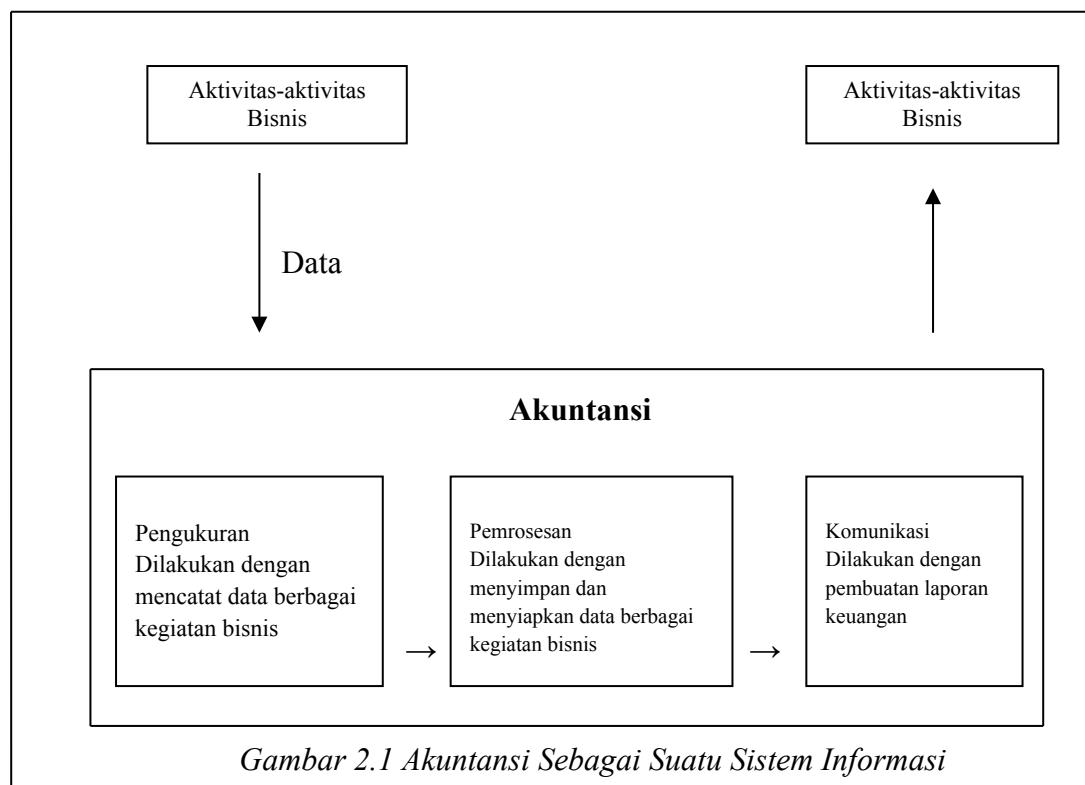 Aktivitas-aktivitas
Bisnis
Aktivitas-aktivitas
Bisnis
Data
Akuntansi
Pengukuran
Dilakukan dengan
mencatat data berbagai
kegiatan bisnis
→
Pemrosesan
Dilakukan dengan
menyimpan dan
menyiapkan data berbagai
kegiatan bisnis
→
Komunikasi
Dilakukan dengan
pembuatan laporan
keuangan
Gambar 2.1 Akuntansi Sebagai Suatu Sistem Informasi